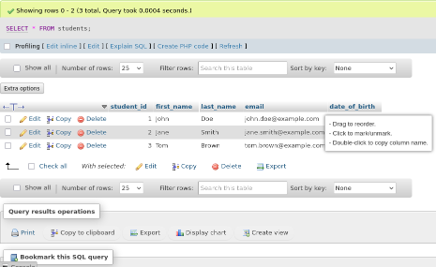 Showing rows 0 - 2 (3 total, Query took 0.0004 seconds.)
SELECT * FROM students;
Profiling [ Edit inline ] [ Edit ] [ Explain SQL ] [ Create PHP code ] [ Refresh ]
Show all Number of rows: 25 Filter rows: Search this table Sort by key: None
Extra options
←T→ student_id first_name last_name email date_of_birth
Edit Copy Delete 1 John Doe john.doe@example.com
Edit Copy Delete 2 Jane Smith jane.smith@example.com
Edit Copy Delete 3 Tom Brown tom.brown@example.com
- Drag to reorder.
- Click to mark/unmark.
- Double-click to copy column name.
Check all With selected: Edit Copy Delete Export
Show all Number of rows: 25 Filter rows: Search this table Sort by key: None
Query results operations
Print Copy to clipboard Export Display chart Create view
Bookmark this SQL query